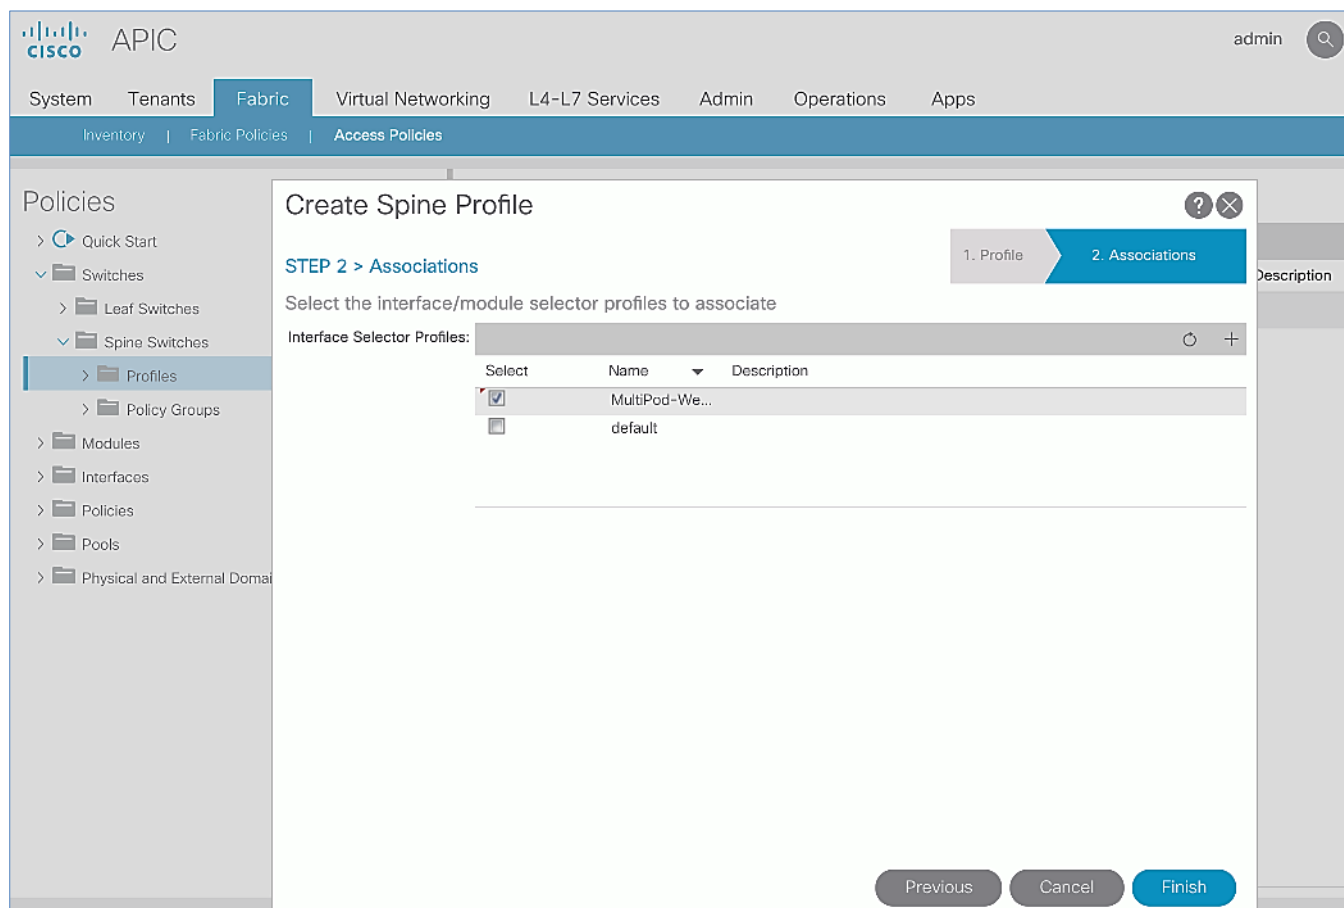 CISCO APIC admin
System Tenants Fabric Virtual Networking L4-L7 Services Admin Operations Apps
Inventory | Fabric Policies | Access Policies
Policies
Quick Start
Switches
Leaf Switches
Spine Switches
Profiles
Policy Groups
Modules
Interfaces
Policies
Pools
Physical and External Domai
Create Spine Profile
?
STEP 2 > Associations
1. Profile 2. Associations
Select the interface/module selector profiles to associate
Interface Selector Profiles:
Select Name Description
MultiPod-We...
default
Previous Cancel Finish
Description